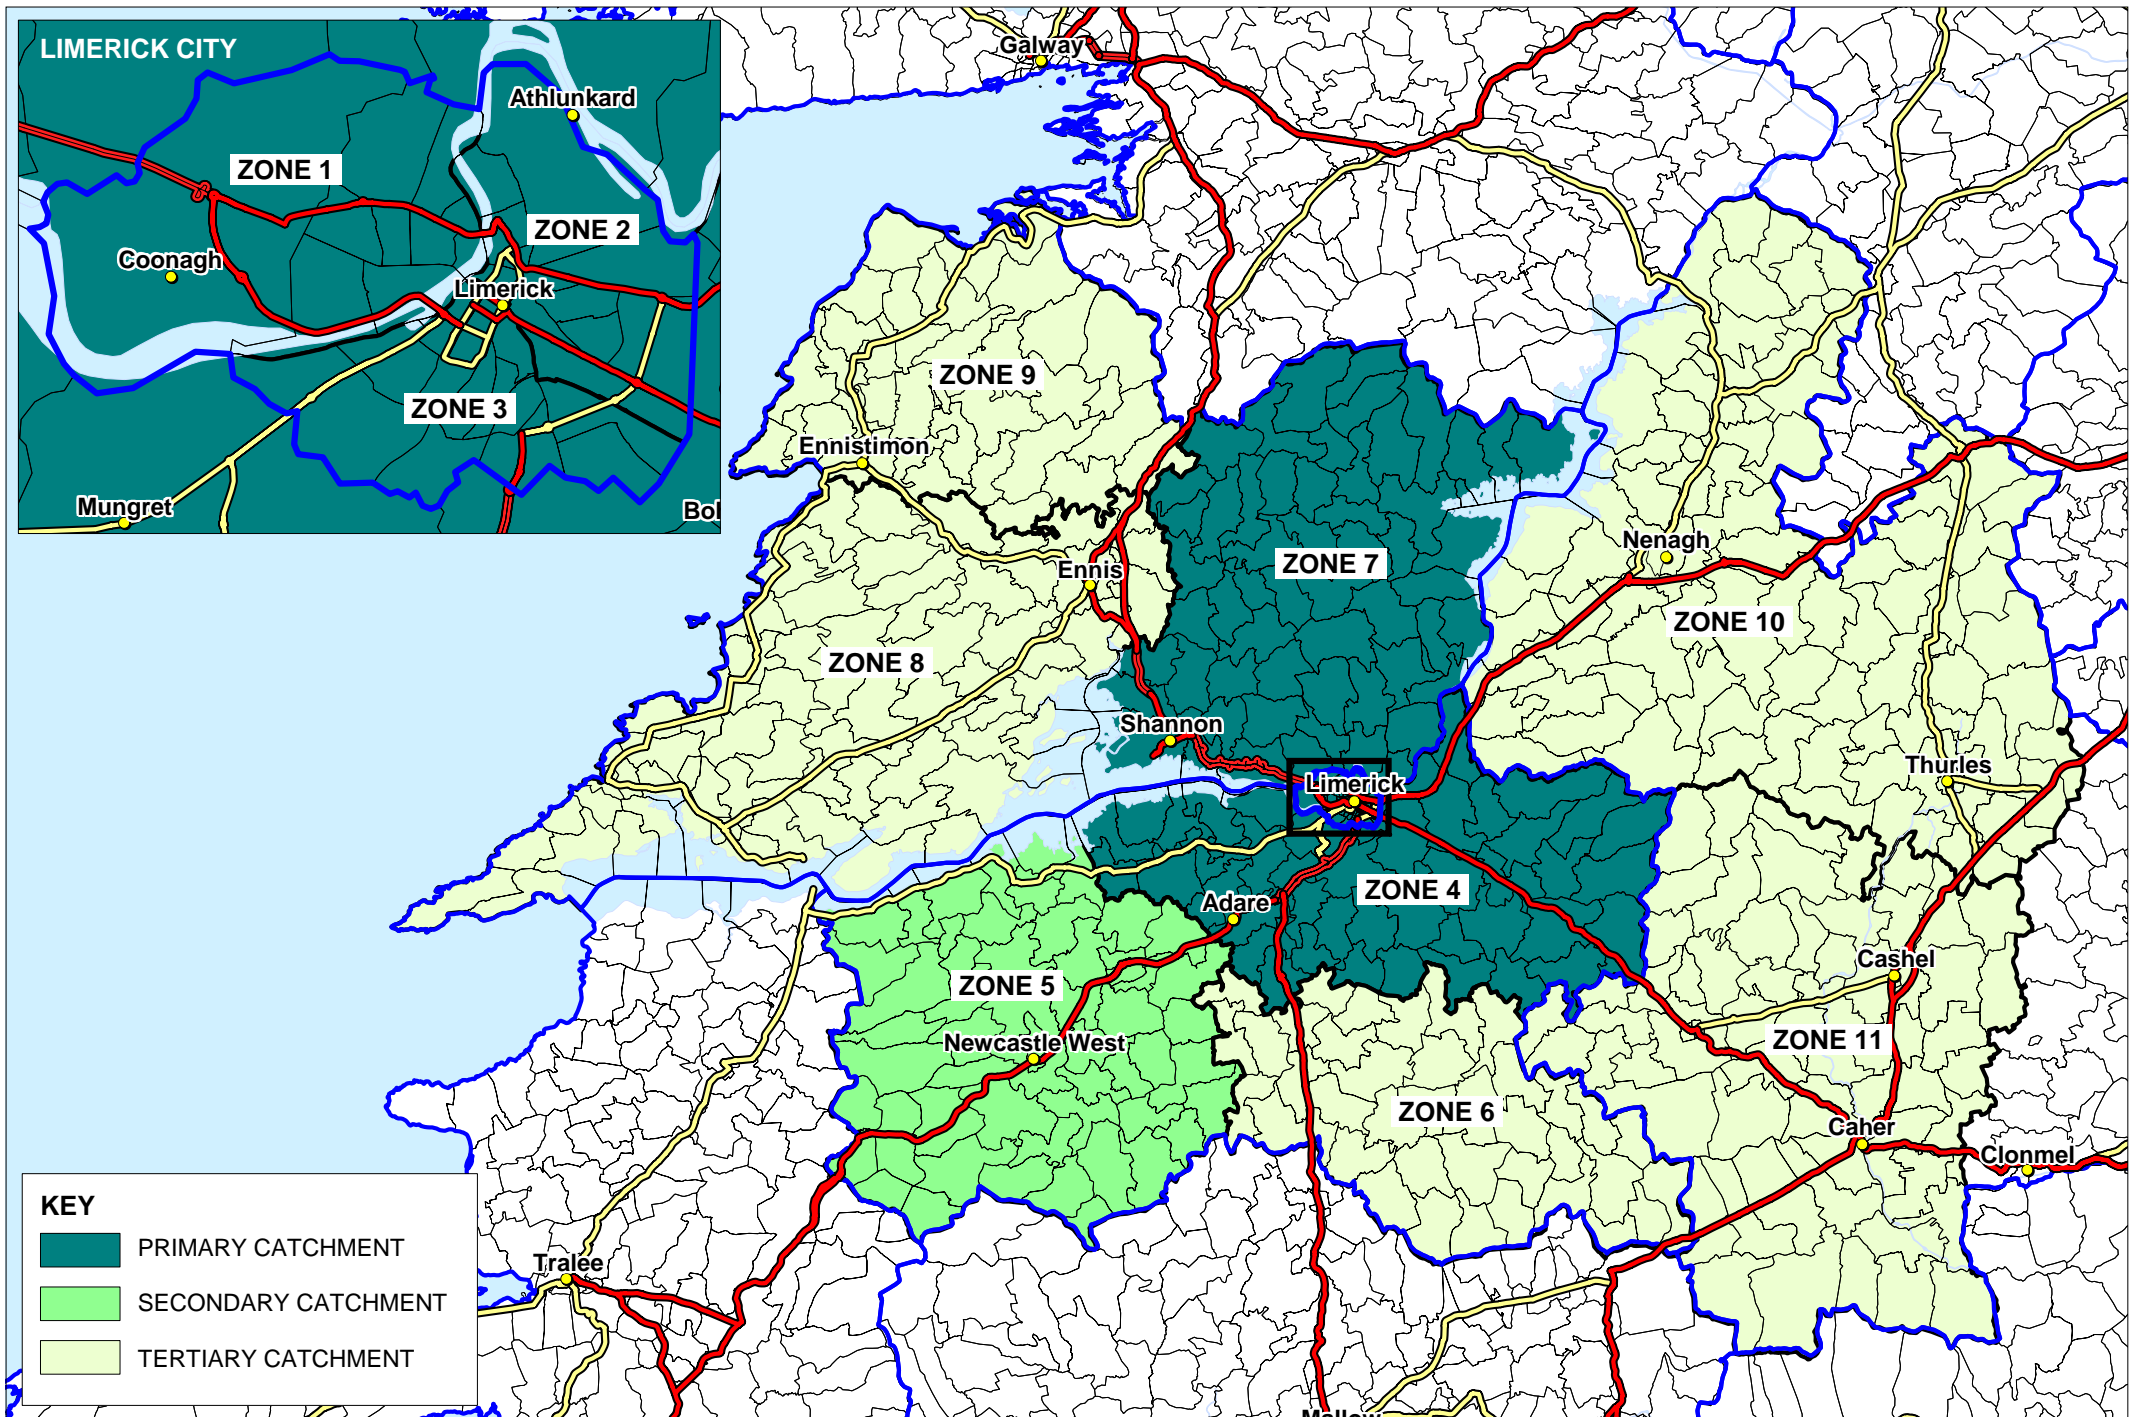 LIMERICK CITY
Galway
Athlunkard
ZONE 1
ZONE 2
Coonagh
Limerick
ZONE 9
ZONE 3
Ennistimon
Mungret
Nenagh
ZONE 7
Ennis
ZONE 10
ZONE 8
Shannon
Thurles
Limerick
ZONE 4
Adare
Cashel
ZONE 5
Newcastle West
ZONE 11
ZONE 6
Caher
Clonmel
KEY
PRIMARY CATCHMENT
Tralee
SECONDARY CATCHMENT
TERTIARY CATCHMENT